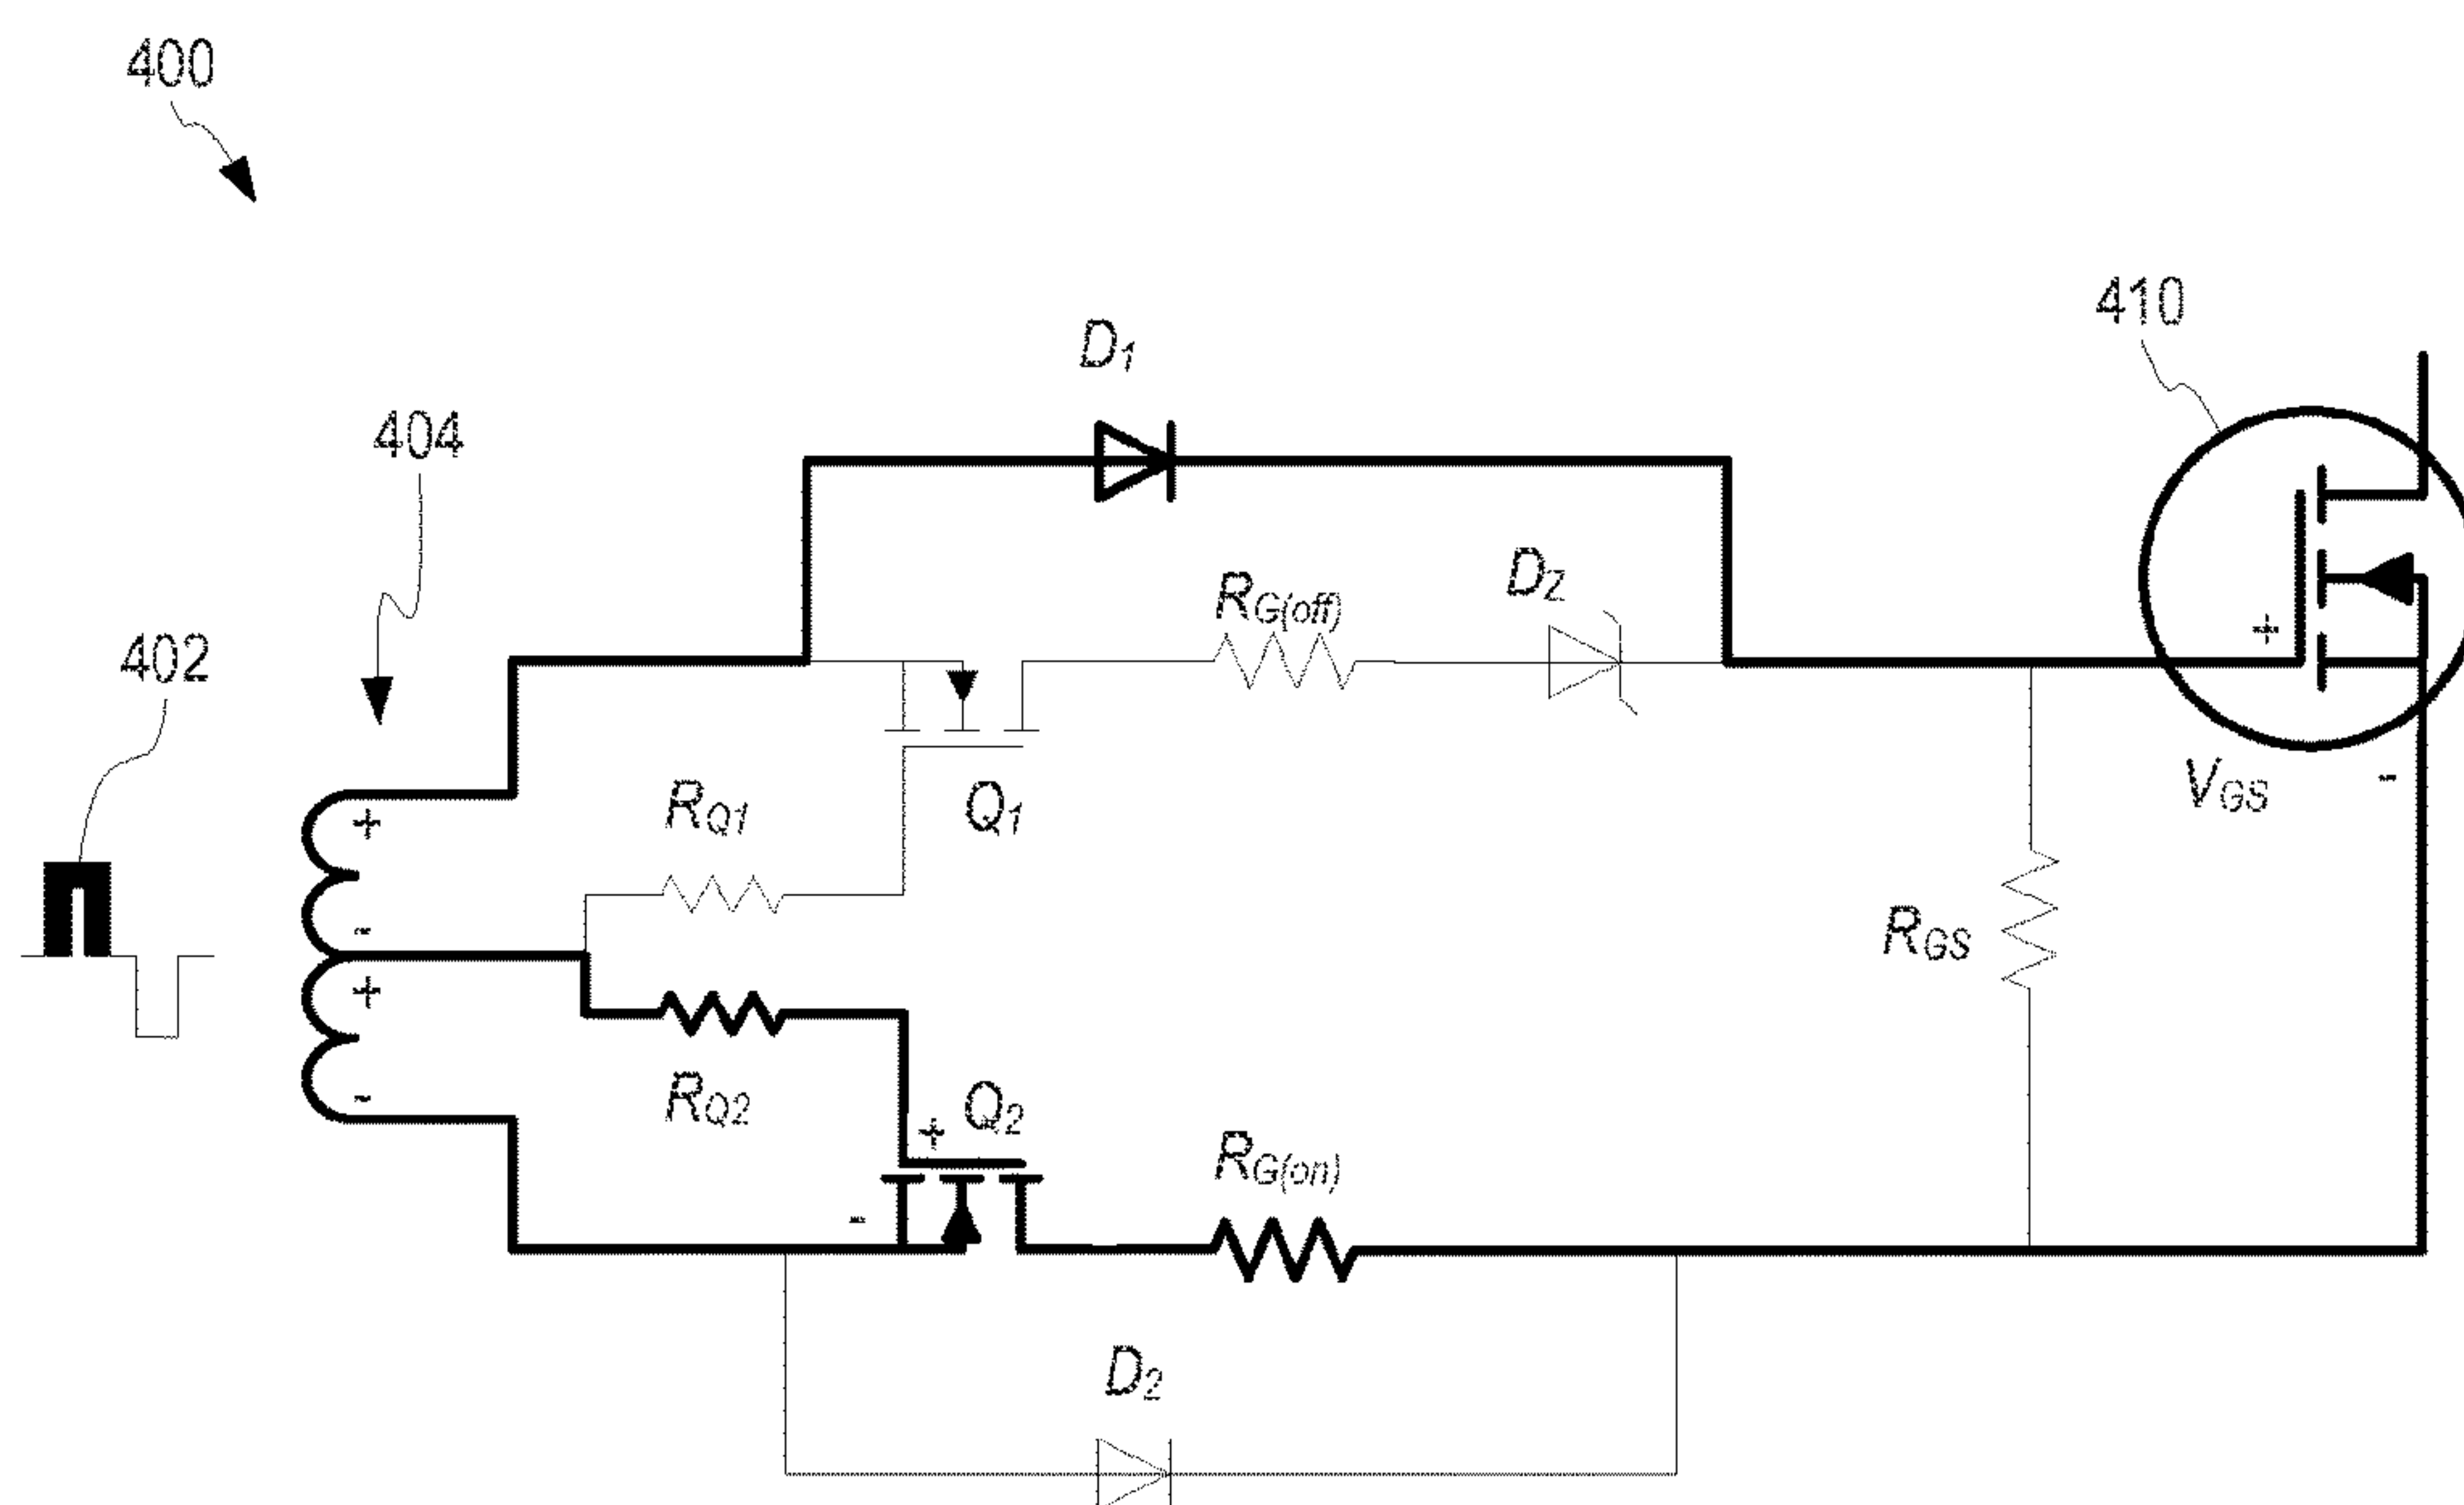 400
410
D1
404
RG(off)
DZ
402
+
VGS
-
+
RQ1
Q1
-
+
RGS
-
RQ2
Q2
+
RG(on)
-
D2